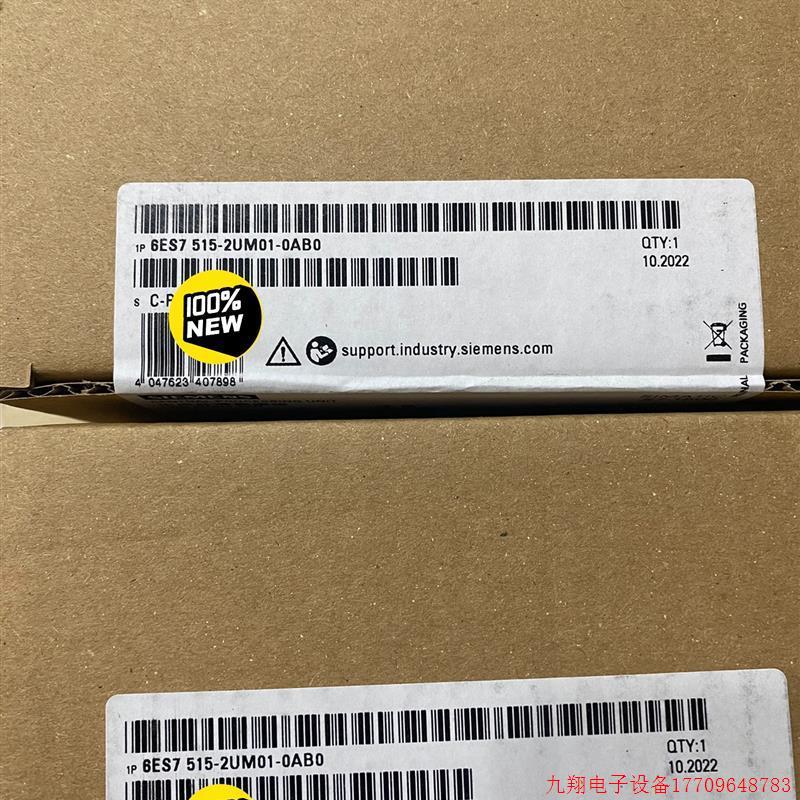 1P 6ES7 515-2UM01-0AB0
QTY:1
10.2022
S C-
100%
NEW
support.industry.siemens.com
4 047623 407898
PACKAGING
SIEMENS
1P 6ES7 515-2UM01-0AB0
QTY:1
10.2022
100%
九翔电子设备17709648783